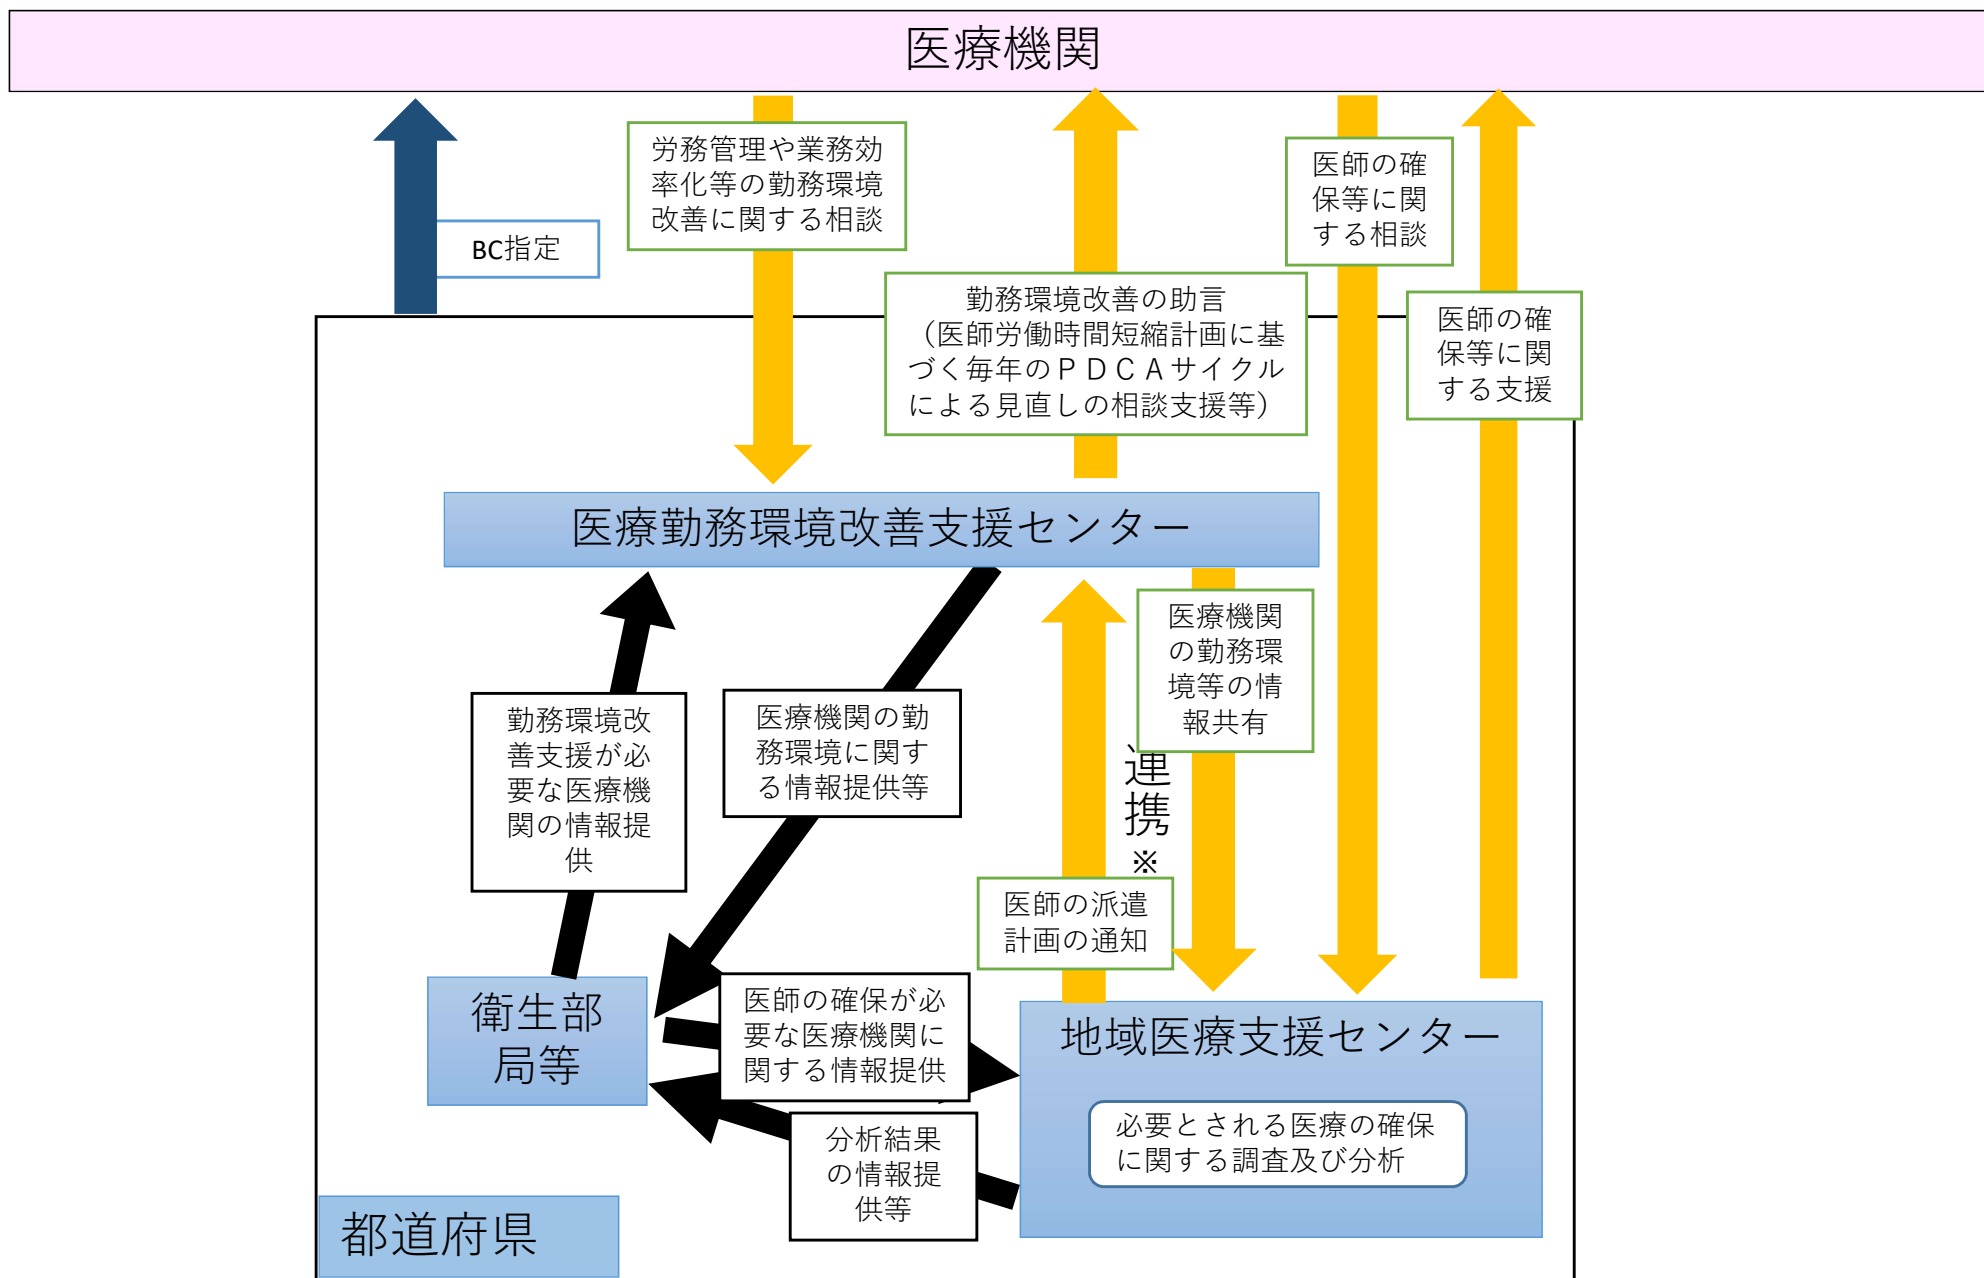 医療機関
労務管理や業務効
率化等の勤務環境
改善に関する相談
医師の確
保等に関
する相談
BC指定
勤務環境改善の助言
（医師労働時間短縮計画に基
づく毎年のＰＤＣＡサイクル
による見直しの相談支援等）
医師の確
保等に関
する支援
医療勤務環境改善支援センター
医療機関
の勤務環
境等の情
報共有
勤務環境改
善支援が必
要な医療機
関の情報提
供
医療機関の勤
務環境に関す
る情報提供等
連携※
医師の派遣
計画の通知
衛生部
局等
医師の確保が必
要な医療機関に
関する情報提供
地域医療支援センター
必要とされる医療の確保
に関する調査及び分析
分析結果
の情報提
供等
都道府県